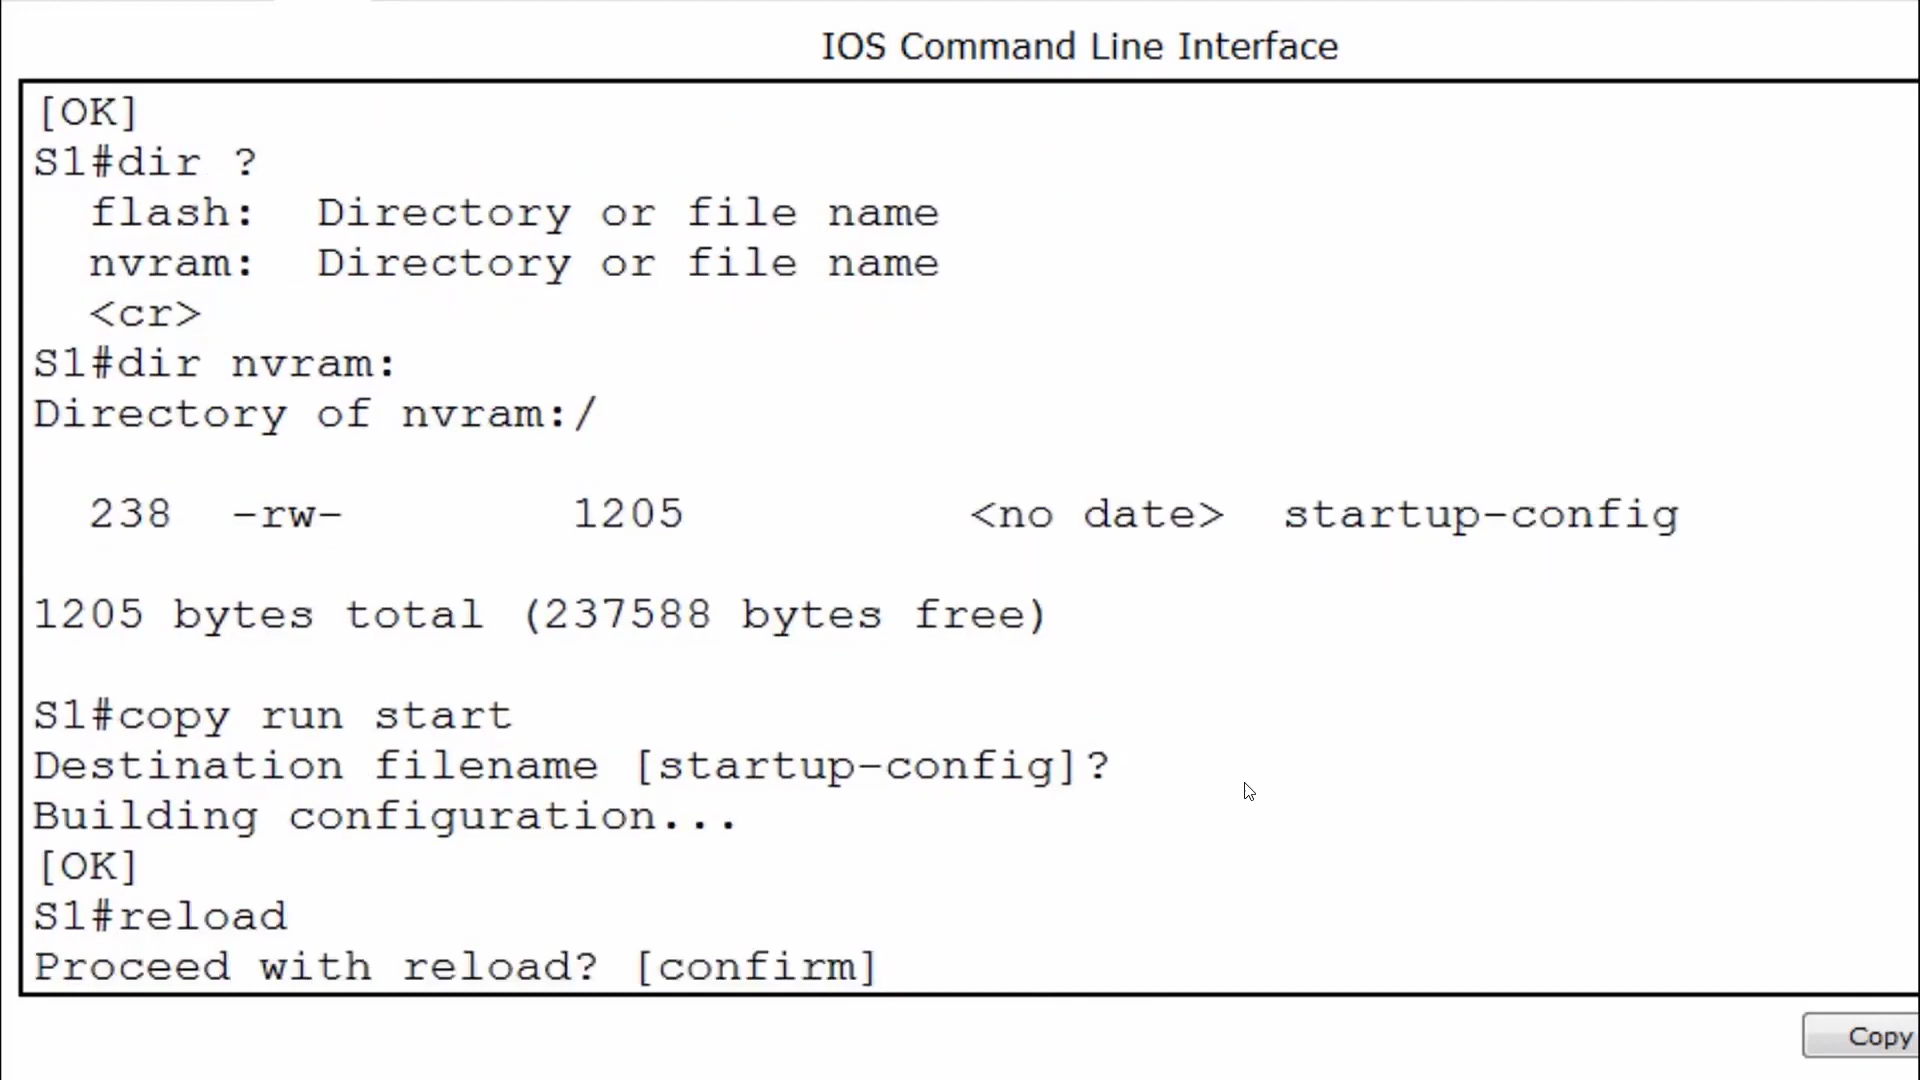 IOS Command Line Interface
[OK]
S1#dir ?
  flash:  Directory or file name
  nvram:  Directory or file name
  <cr>
S1#dir nvram:
Directory of nvram:/
  238  -rw-        1205          <no date>  startup-config
1205 bytes total (237588 bytes free)
S1#copy run start
Destination filename [startup-config]?
Building configuration...
[OK]
S1#reload
Proceed with reload? [confirm]
Copy